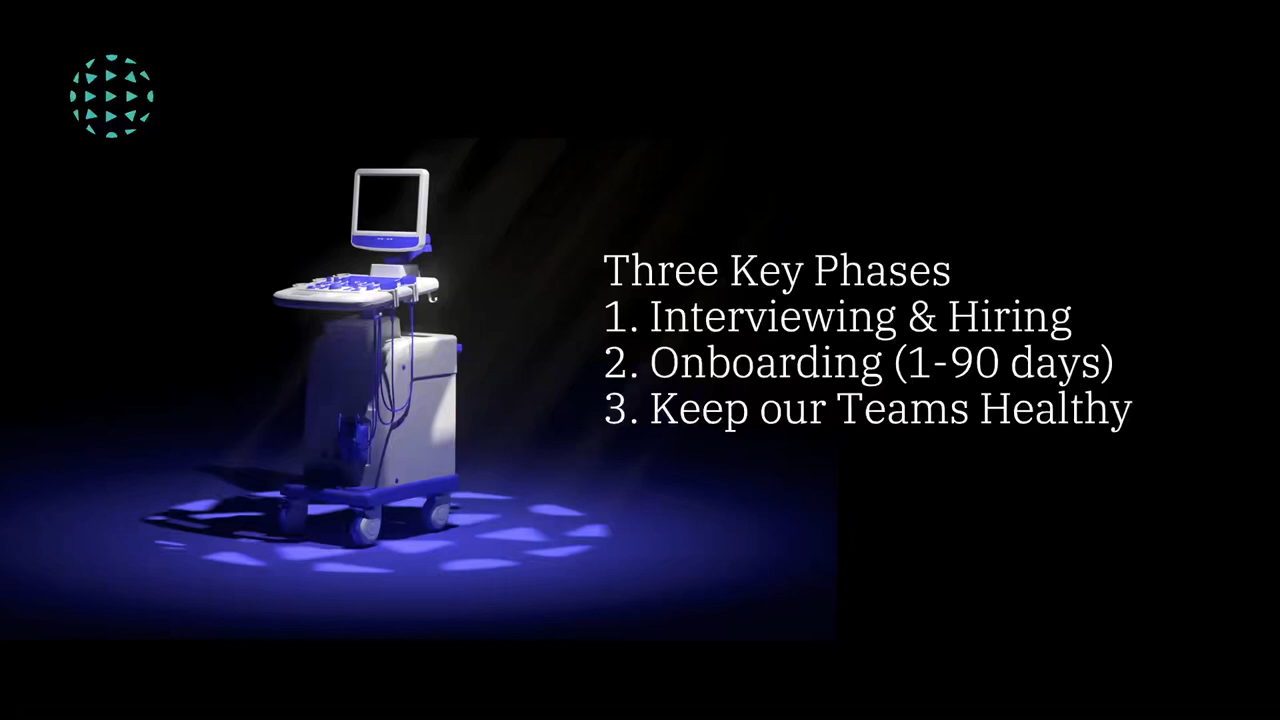 Three Key Phases
1. Interviewing & Hiring
2. Onboarding (1-90 days)
3. Keep our Teams Healthy